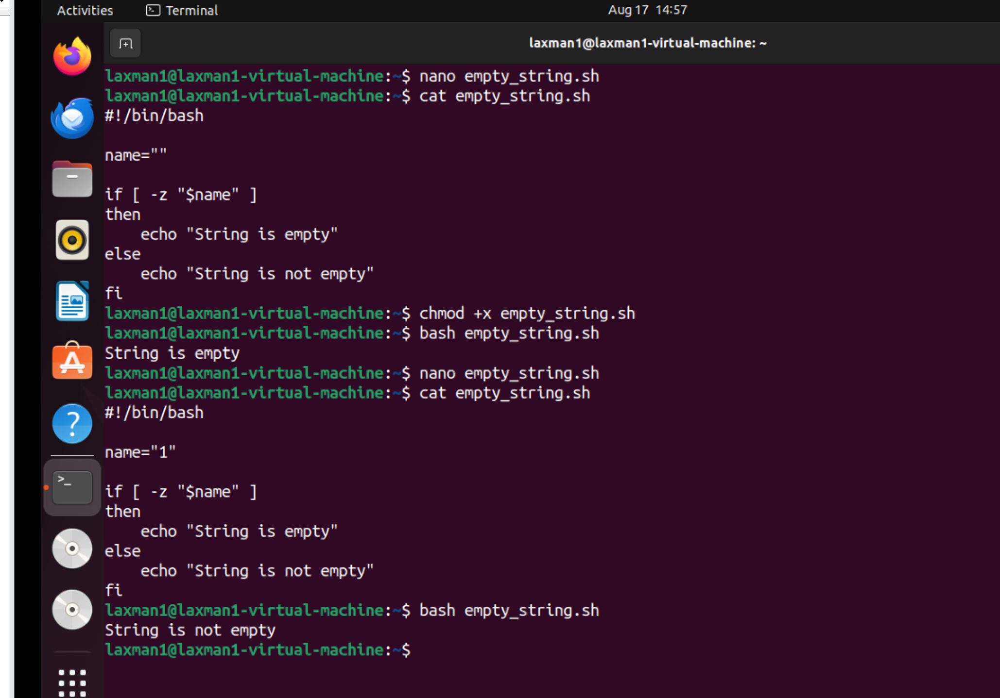 Activities
Terminal
Aug 17 14:57
laxman1@laxman1-virtual-machine: ~
laxman1@laxman1-virtual-machine:~$ nano empty_string.sh
laxman1@laxman1-virtual-machine:~$ cat empty_string.sh
#!/bin/bash

name=""

if [ -z "$name" ]
then
    echo "String is empty"
else
    echo "String is not empty"
fi
laxman1@laxman1-virtual-machine:~$ chmod +x empty_string.sh
laxman1@laxman1-virtual-machine:~$ bash empty_string.sh
String is empty
laxman1@laxman1-virtual-machine:~$ nano empty_string.sh
laxman1@laxman1-virtual-machine:~$ cat empty_string.sh
#!/bin/bash

name="1"

if [ -z "$name" ]
then
    echo "String is empty"
else
    echo "String is not empty"
fi
laxman1@laxman1-virtual-machine:~$ bash empty_string.sh
String is not empty
laxman1@laxman1-virtual-machine:~$